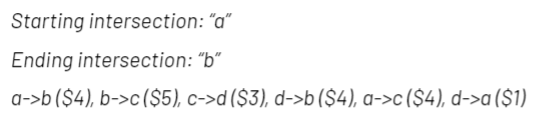 Starting intersection: “a”
Ending intersection: “b”
a->b ($4), b->c ($5), c->d ($3), d->b ($4), a->c ($4), d->a ($1)